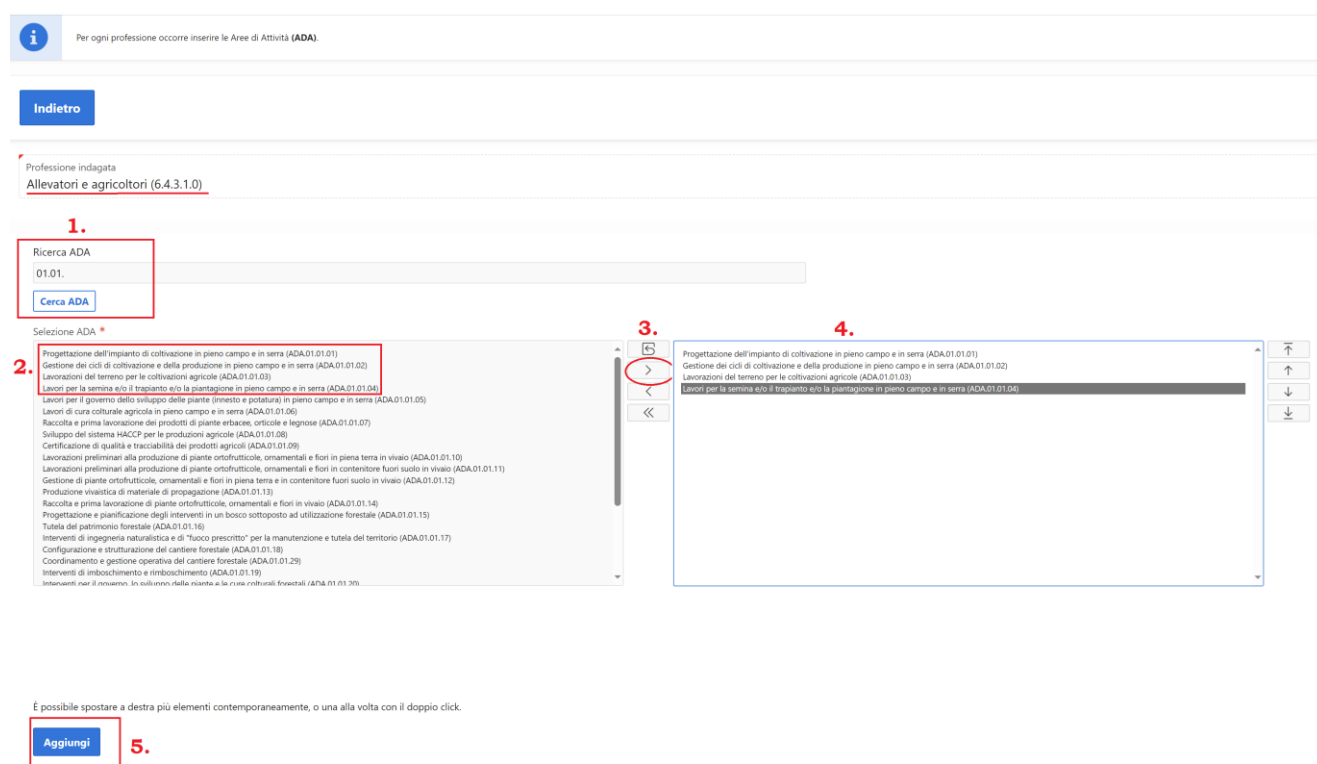 Per ogni professione occorre inserire le Aree di Attività (ADA).
Indietro
Professione indagata
Allevatori e agricoltori (6.4.3.1.0)
1.
Ricerca ADA
01.01.
Cerca ADA
Selezione ADA *
2.
Progettazione dell'impianto di coltivazione in pieno campo e in serra (ADA.01.01.01)
Gestione dei cicli di coltivazione e della produzione in pieno campo e in serra (ADA.01.01.02)
Lavorazioni del terreno per le coltivazioni agricole (ADA.01.01.03)
Lavori per la semina e/o il trapianto e/o la piantagione in pieno campo e in serra (ADA.01.01.04)
Lavori per il governo dello sviluppo delle piante (innesto e potatura) in pieno campo e in serra (ADA.01.01.05)
Lavori di cura colturale agricola in pieno campo e in serra (ADA.01.01.06)
Raccolta e prima lavorazione dei prodotti di piante erbacee, orticole e legnose (ADA.01.01.07)
Sviluppo del sistema HACCP per le produzioni agricole (ADA.01.01.08)
Certificazione di qualità e tracciabilità dei prodotti agricoli (ADA.01.01.09)
Lavorazioni preliminari alla produzione di piante ortofrutticole, ornamentali e fiori in piena terra in vivaio (ADA.01.01.10)
Lavorazioni preliminari alla produzione di piante ortofrutticole, ornamentali e fiori in contenitore fuori suolo in vivaio (ADA.01.01.11)
Gestione di piante ortofrutticole, ornamentali e fiori in piena terra e in contenitore fuori suolo in vivaio (ADA.01.01.12)
Produzione vivaistica di materiale di propagazione (ADA.01.01.13)
Raccolta e prima lavorazione di piante ortofrutticole, ornamentali e fiori in vivaio (ADA.01.01.14)
Progettazione e pianificazione degli interventi in un bosco sottoposto ad utilizzazione forestale (ADA.01.01.15)
Tutela del patrimonio forestale (ADA.01.01.16)
Interventi di ingegneria naturalistica e di "fuoco prescritto" per la manutenzione e tutela del territorio (ADA.01.01.17)
Configurazione e strutturazione del cantiere forestale (ADA.01.01.18)
Coordinamento e gestione operativa del cantiere forestale (ADA.01.01.29)
Interventi di imboschimento e rimboschimento (ADA.01.01.19)
Interventi per il governo, lo sviluppo delle piante e le cure colturali forestali (ADA.01.01.20)
3.
4.
Progettazione dell'impianto di coltivazione in pieno campo e in serra (ADA.01.01.01)
Gestione dei cicli di coltivazione e della produzione in pieno campo e in serra (ADA.01.01.02)
Lavorazioni del terreno per le coltivazioni agricole (ADA.01.01.03)
Lavori per la semina e/o il trapianto e/o la piantagione in pieno campo e in serra (ADA.01.01.04)
È possibile spostare a destra più elementi contemporaneamente, o una alla volta con il doppio click.
Aggiungi
5.